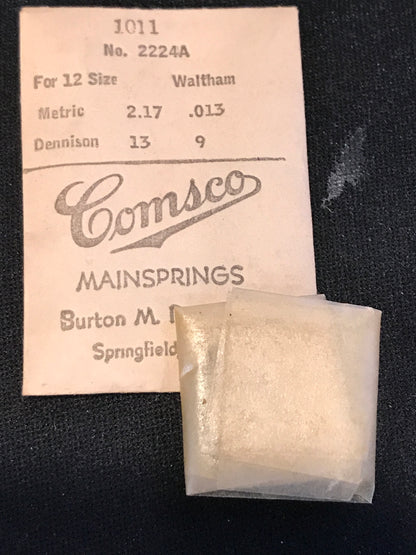 1011
No. 2224A
For 12 Size Waltham
Metric 2.17 .013
Dennison 13 9
Comsco
MAINSPRINGS
Burton M.
Springfield,